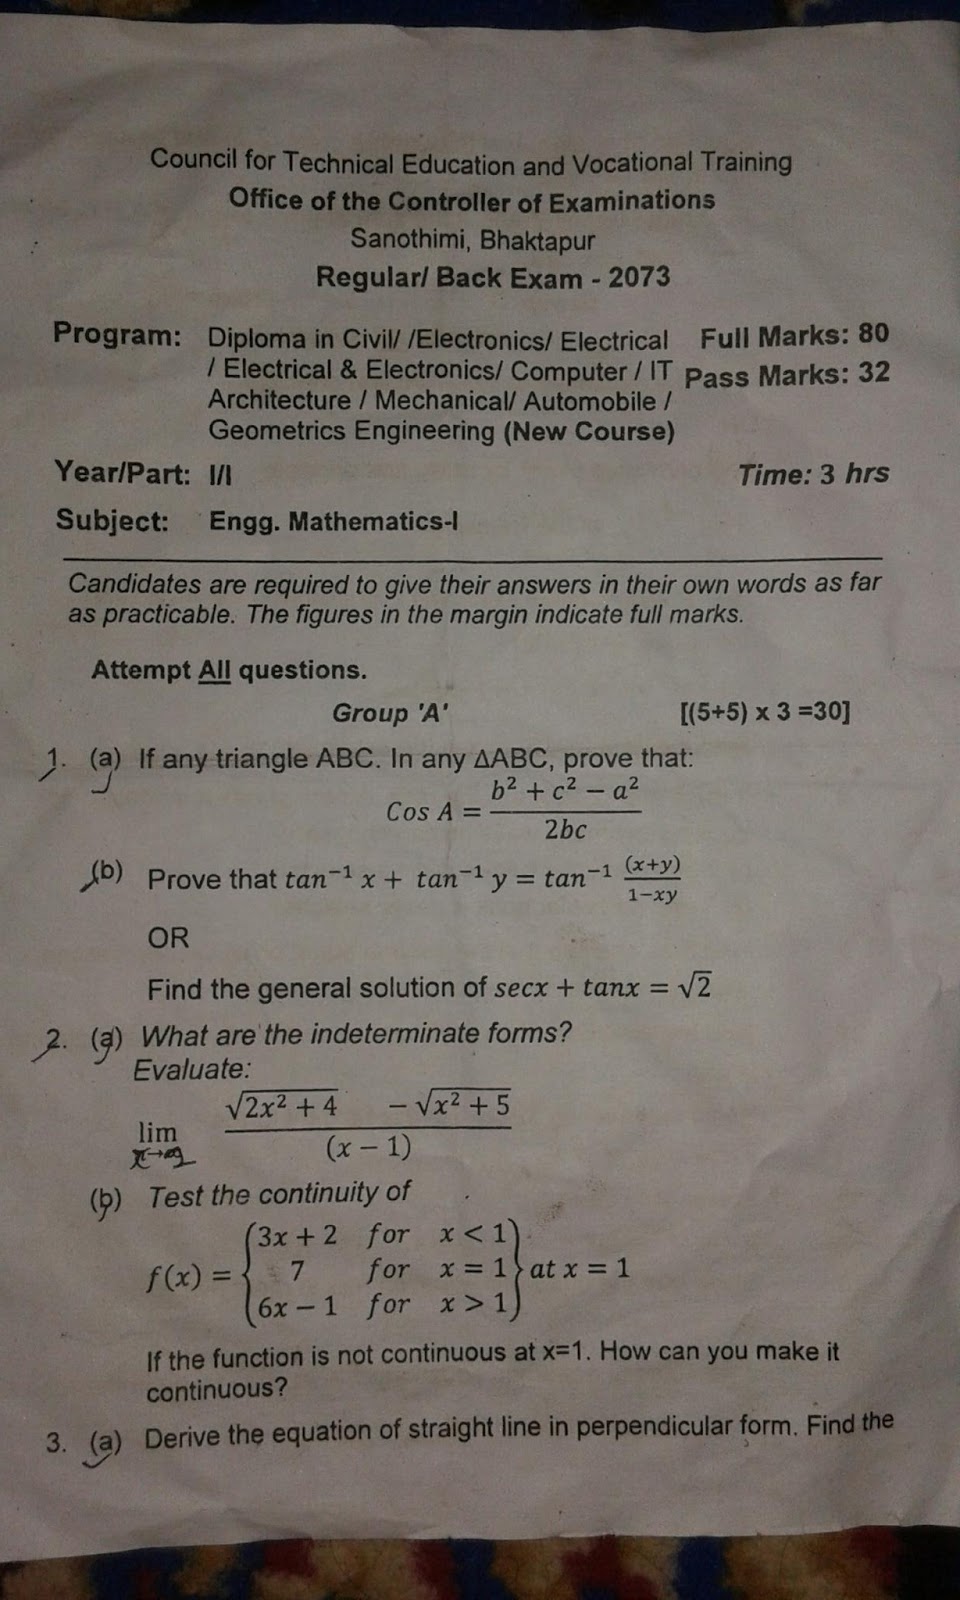 Council for Technical Education and Vocational Training
Office of the Controller of Examinations
Sanothimi, Bhaktapur
Regular/ Back Exam - 2073
Program: Diploma in Civil/ /Electronics/ Electrical Full Marks: 80
/ Electrical & Electronics/ Computer / IT Pass Marks: 32
Architecture / Mechanical/ Automobile /
Geometrics Engineering (New Course)
Year/Part: I/I Time: 3 hrs
Subject: Engg. Mathematics-I
Candidates are required to give their answers in their own words as far
as practicable. The figures in the margin indicate full marks.
Attempt All questions.
Group 'A' [(5+5) x 3 =30]
1. (a) If any triangle ABC. In any ΔABC, prove that:
Cos A = (b² + c² − a²)/(2bc)
(b) Prove that tan⁻¹ x + tan⁻¹ y = tan⁻¹ (x+y)/(1−xy)
OR
Find the general solution of secx + tanx = √2
2. (a) What are the indeterminate forms?
Evaluate:
lim (√(2x² + 4) − √(x² + 5))/(x − 1)
x→
(b) Test the continuity of
f(x) = {3x + 2 for x < 1
7 for x = 1} at x = 1
6x − 1 for x > 1
If the function is not continuous at x=1. How can you make it
continuous?
3. (a) Derive the equation of straight line in perpendicular form. Find the